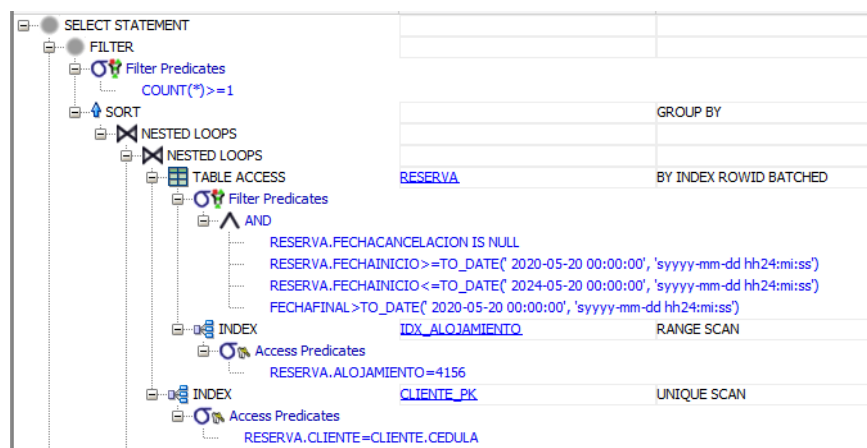 SELECT STATEMENT
FILTER
Filter Predicates
COUNT(*)>=1
SORT GROUP BY
NESTED LOOPS
NESTED LOOPS
TABLE ACCESS RESERVA BY INDEX ROWID BATCHED
Filter Predicates
AND
RESERVA.FECHACANCELACION IS NULL
RESERVA.FECHAINICIO>=TO_DATE(' 2020-05-20 00:00:00', 'syyyy-mm-dd hh24:mi:ss')
RESERVA.FECHAINICIO<=TO_DATE(' 2024-05-20 00:00:00', 'syyyy-mm-dd hh24:mi:ss')
FECHAFINAL>TO_DATE(' 2020-05-20 00:00:00', 'syyyy-mm-dd hh24:mi:ss')
INDEX IDX_ALOJAMIENTO RANGE SCAN
Access Predicates
RESERVA.ALOJAMIENTO=4156
INDEX CLIENTE_PK UNIQUE SCAN
Access Predicates
RESERVA.CLIENTE=CLIENTE.CEDULA